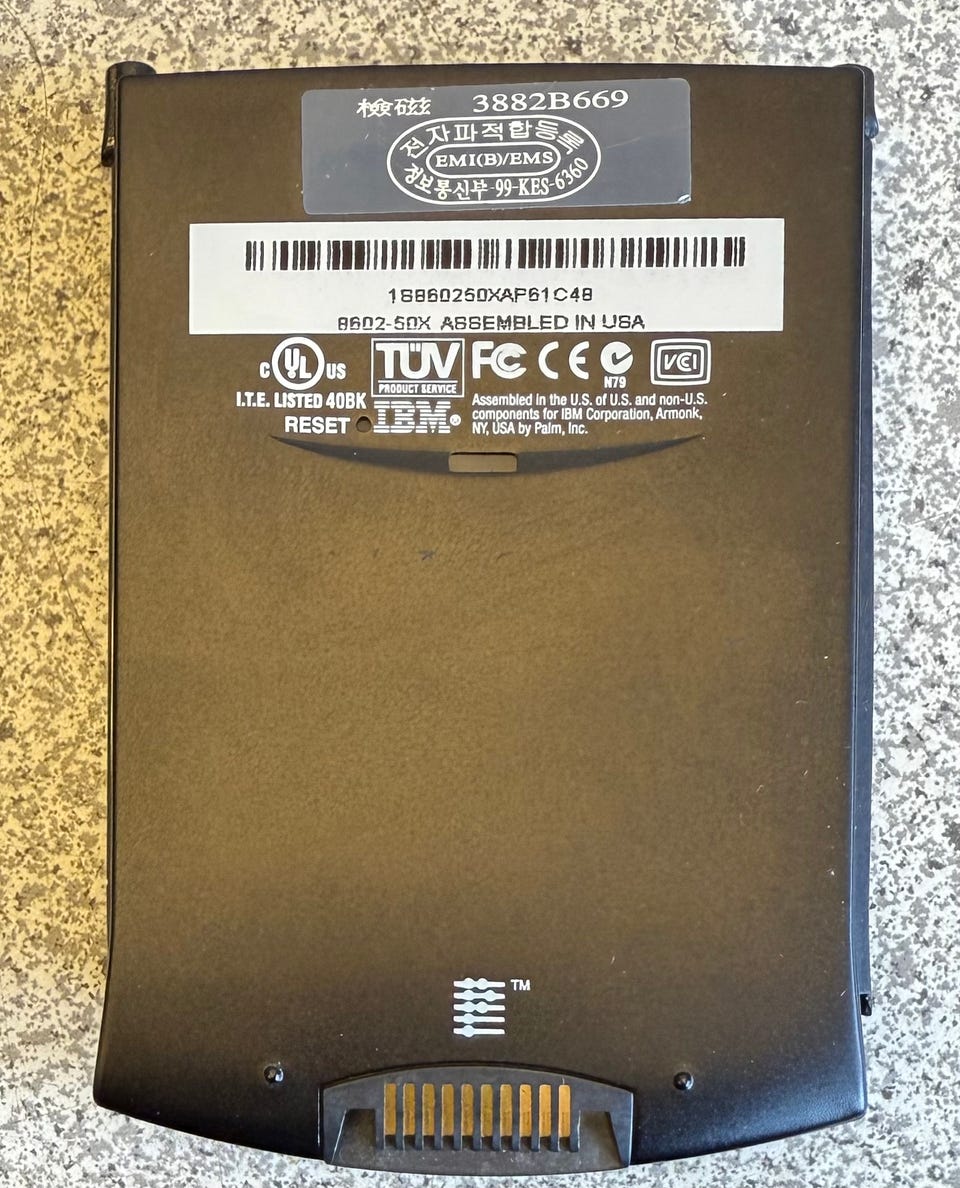 檢磁 3882B669
전자파적합등록
EMI(B)/EMS
정보통신부-99-KES-6360
1S860250XAP61C48
8602-50X ASSEMBLED IN USA
c UL US TÜV PRODUCT SERVICE FC CE N79 VCI
I.T.E. LISTED 40BK
RESET IBM®
Assembled in the U.S. of U.S. and non-U.S.
components for IBM Corporation, Armonk,
NY, USA by Palm, Inc.
TM